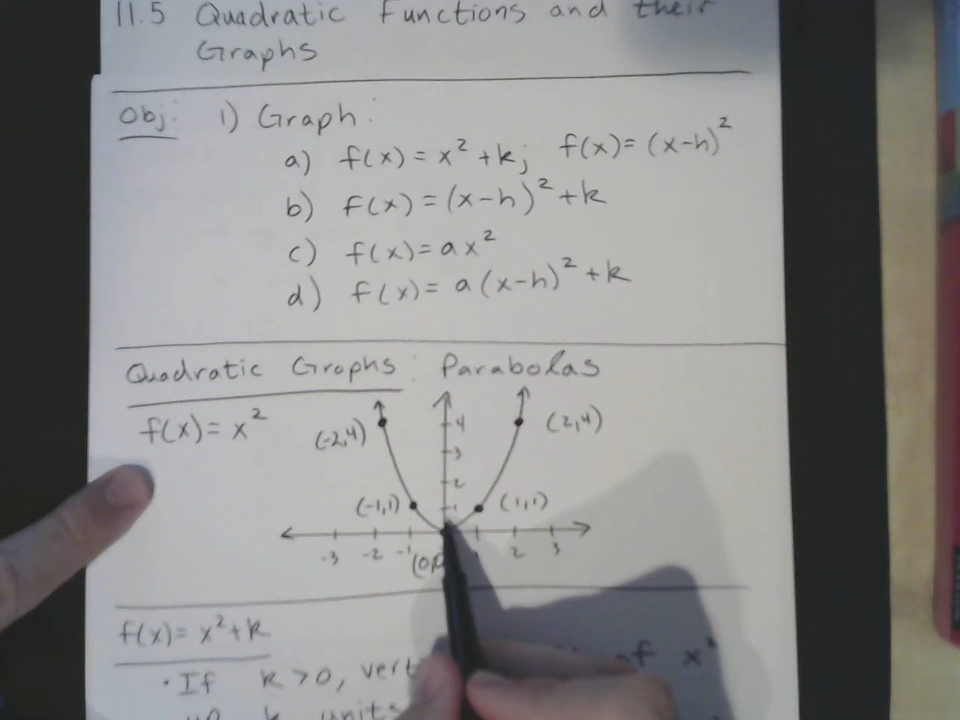 11.5 Quadratic Functions and their
Graphs
Obj: 1) Graph:
a) f(x) = x² + k; f(x) = (x-h)²
b) f(x) = (x-h)² + k
c) f(x) = ax²
d) f(x) = a(x-h)² + k
Quadratic Graphs: Parabolas
f(x) = x²
(-2,4) 4 (2,4)
3
2
(-1,1) 1 (1,1)
-3 -2 -1 2 3
f(x) = x² + k
• If k > 0, of x²
up k units